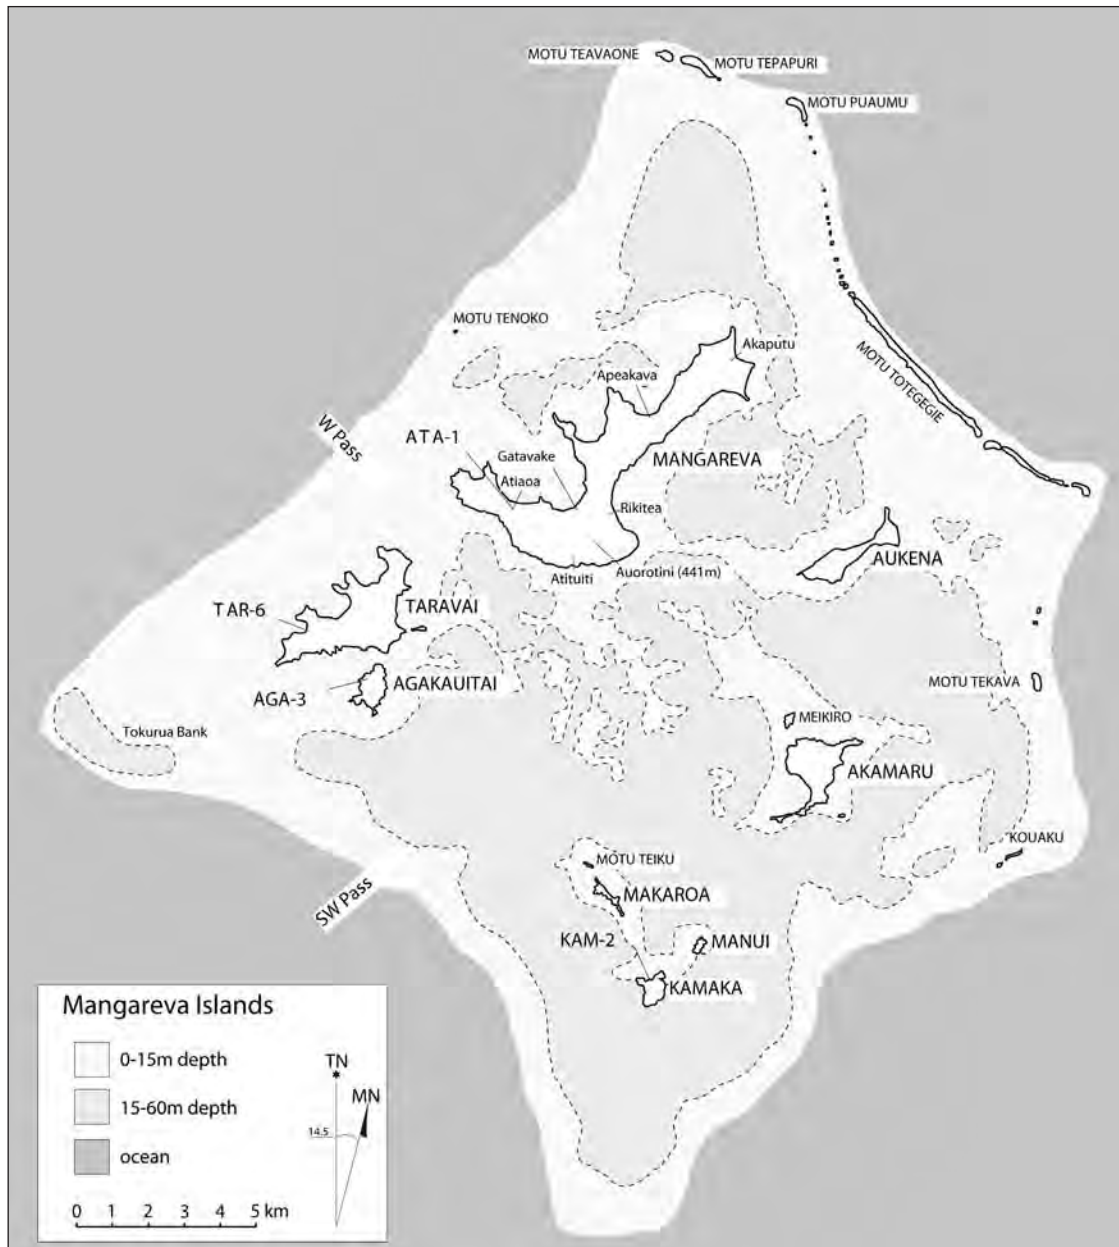 MOTU TEAVAONE
MOTU TEPAPURI
MOTU PUAUMU
MOTU TENOKO
Akaputu
Apeakava
MOTU TOTEGEGIE
W Pass
ATA-1
Gatavake
MANGAREVA
Atiaoa
Rikitea
AUKENA
Atituiti
Auorotini (441m)
TAR-6
TARAVAI
AGA-3
AGAKAUITAI
MOTU TEKAVA
MEIKIRO
Tokurua Bank
AKAMARU
KOUAKU
MOTU TEIKU
SW Pass
MAKAROA
KAM-2
MANUI
KAMAKA
Mangareva Islands
0-15m depth
15-60m depth
ocean
TN
MN
14.5
0 1 2 3 4 5 km